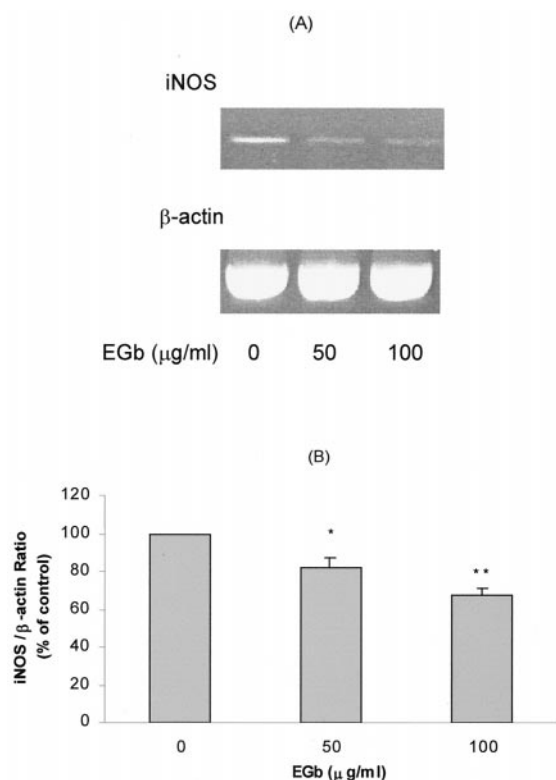 (A)
iNOS
β-actin
EGb (μg/ml) 0 50 100
(B)
120
100
80
60
40
20
0
iNOS / β-actin Ratio
(% of control)
*
**
0 50 100
EGb (μ g/ml)